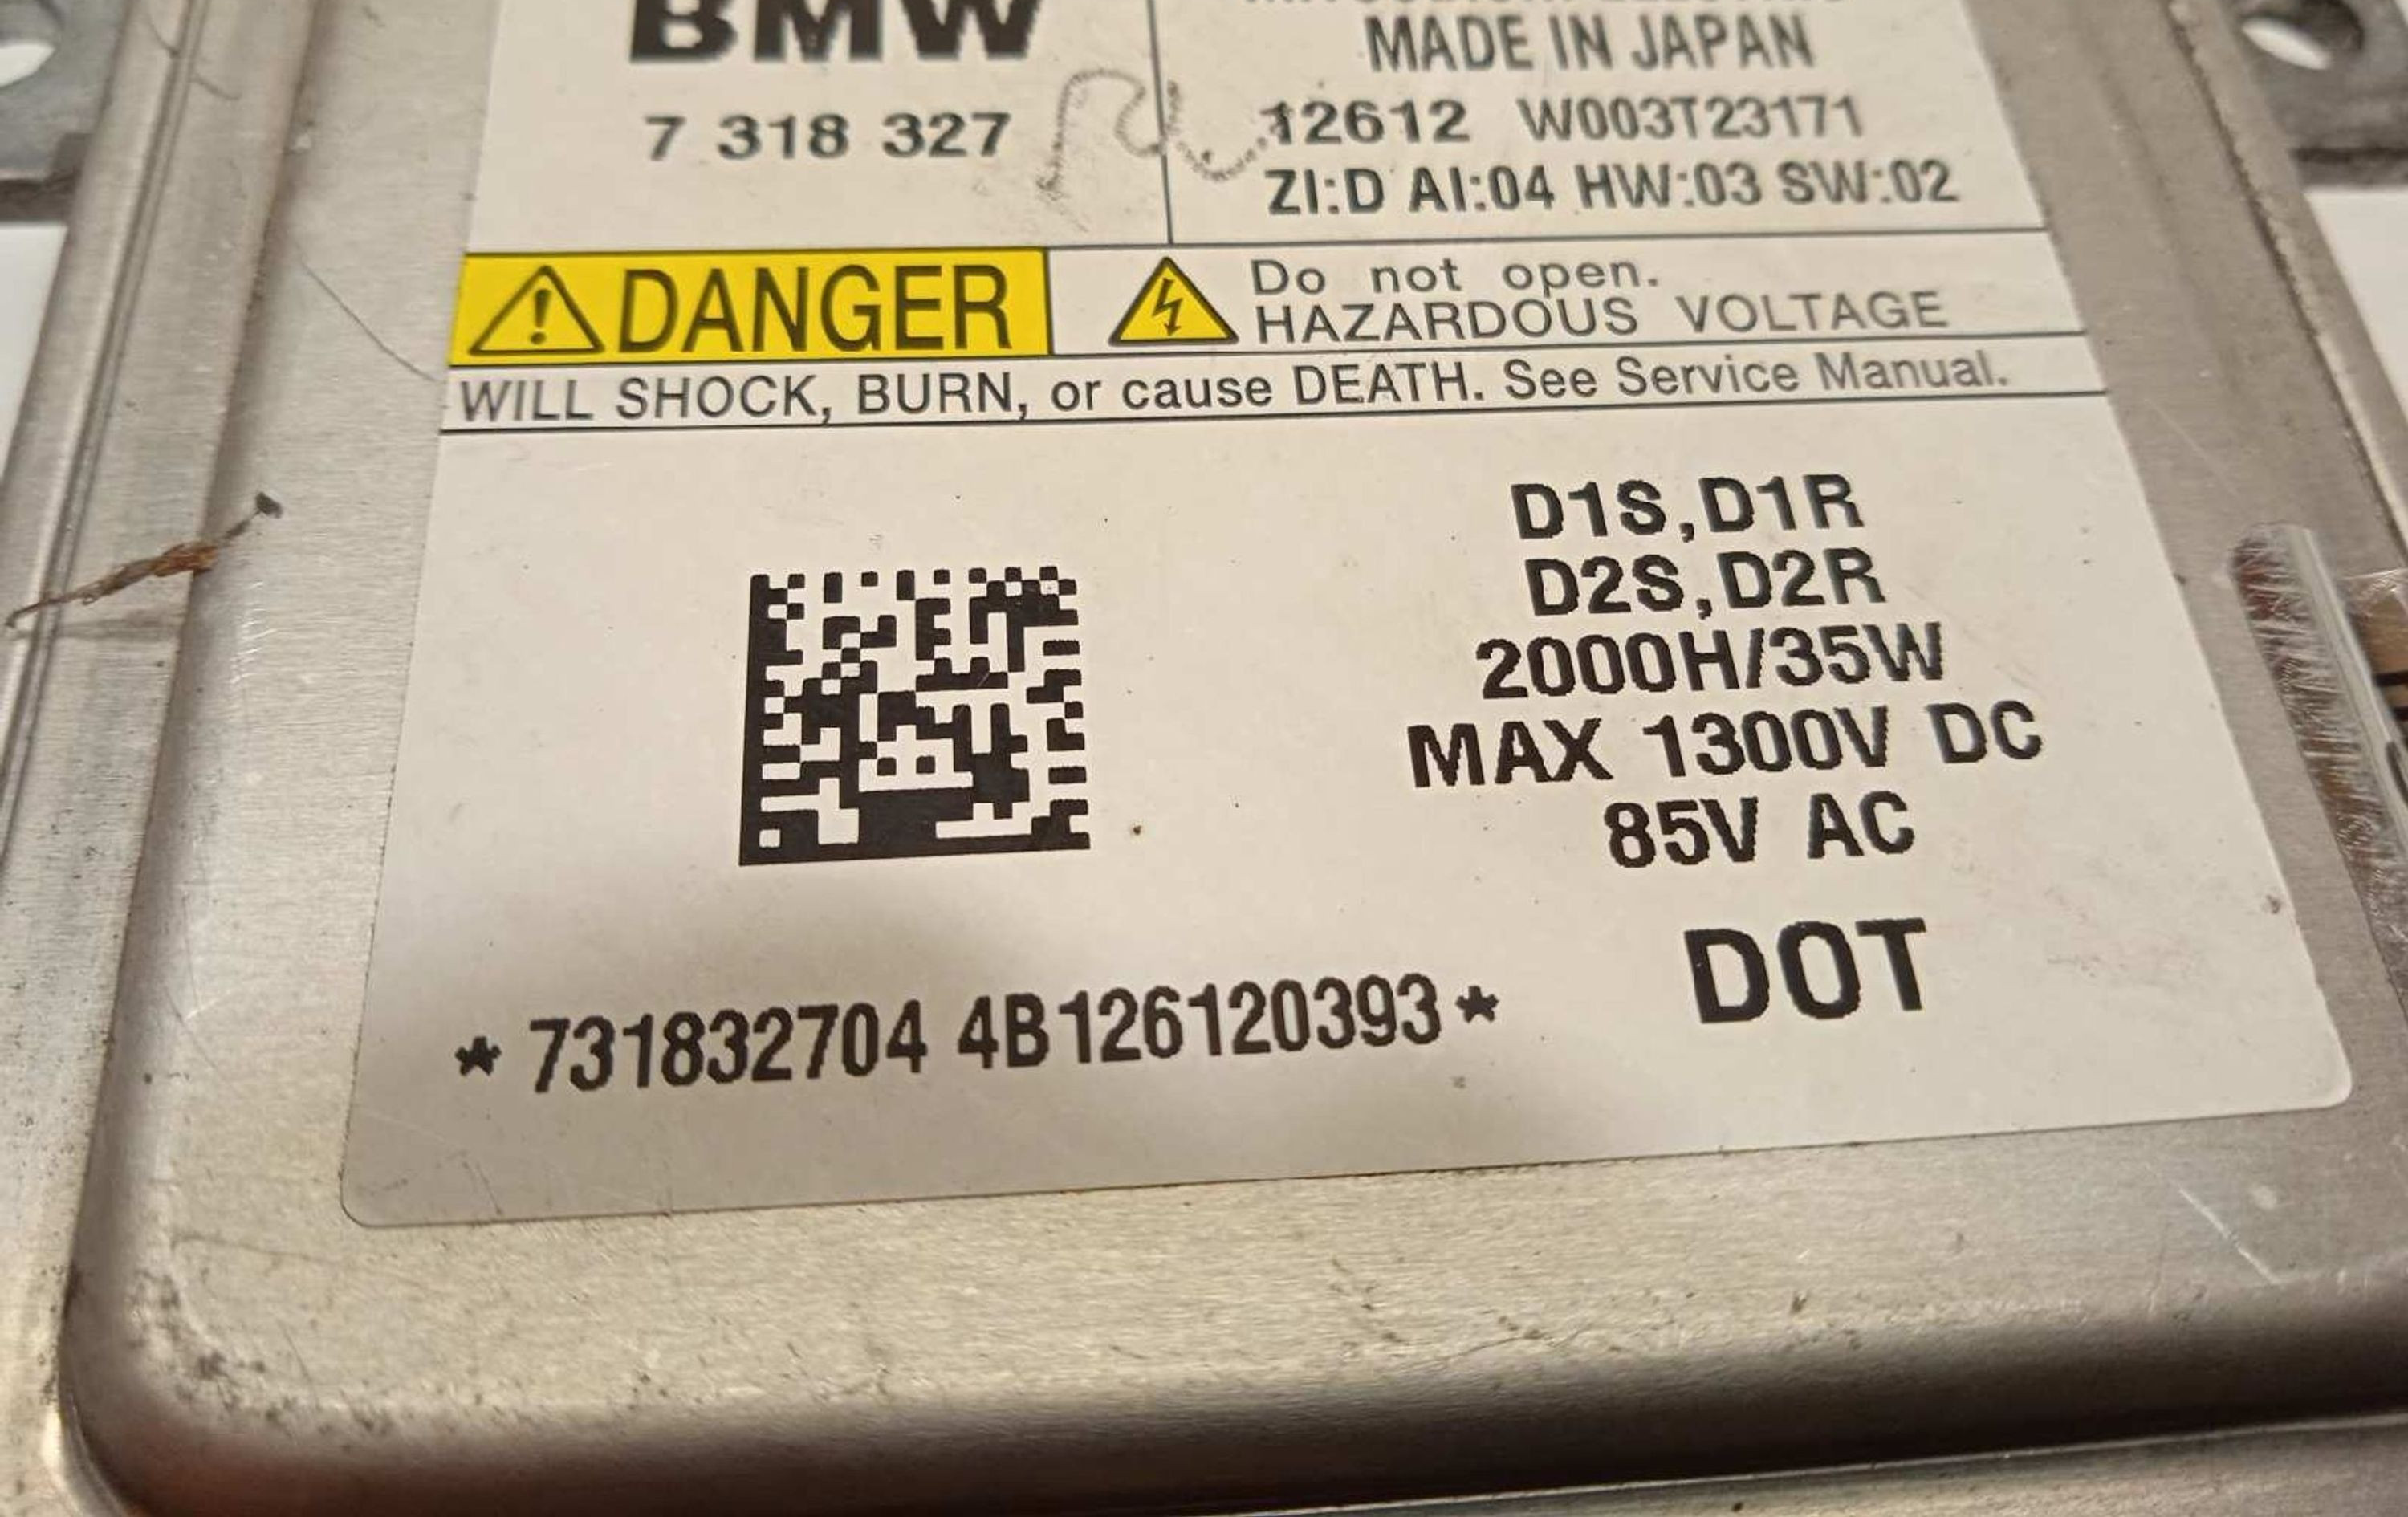 BMW
7 318 327
MADE IN JAPAN
12612 W003T23171
ZI:D AI:04 HW:03 SW:02
DANGER
Do not open.
HAZARDOUS VOLTAGE
WILL SHOCK, BURN, or cause DEATH. See Service Manual.
D1S,D1R
D2S,D2R
2000H/35W
MAX 1300V DC
85V AC
DOT
*731832704 4B126120393*